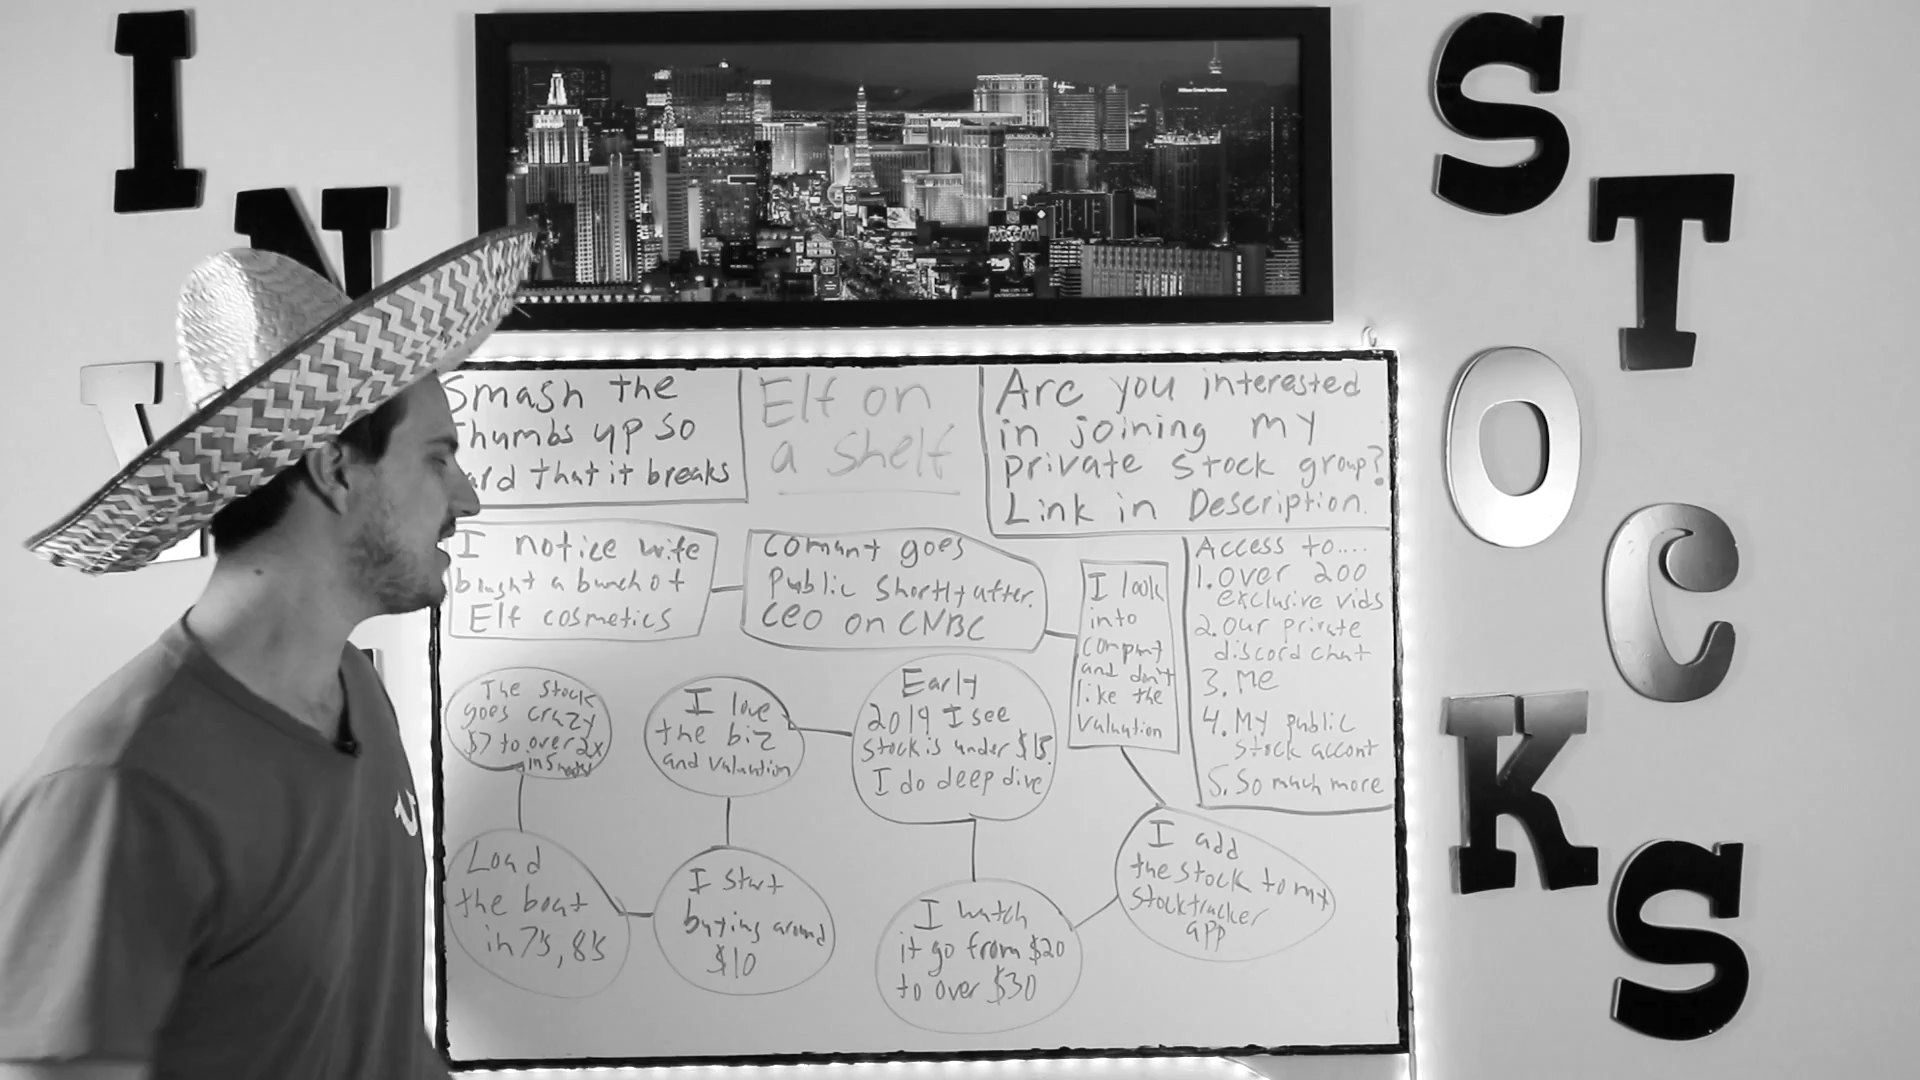 I
N
V
S
T
O
C
K
S
Smash the
thumbs up so
hard that it breaks
Elf on
a shelf
Are you interested
in joining my
private stock group?
Link in Description.
I notice wife
bought a bunch of
Elf cosmetics
Comany goes
Public Shortly after.
CEO on CNBC
I look
into
company
and don't
like the
valuation
Access to....
1. over 200
exclusive vids
2. our private
discord chat
3. Me
4. My public
stock accont
5. So much more
I add
the stock to my
stocktracker
app
I watch
it go from $20
to over $30
Early
2019 I see
stock is under $15.
I do deep dive
I love
the biz
and valuation
I start
buying around
$10
Load
the boat
in 7's, 8's
The stock
goes crazy
$7 to over 2x
in 5
MGM
Hilton Grand Vacations